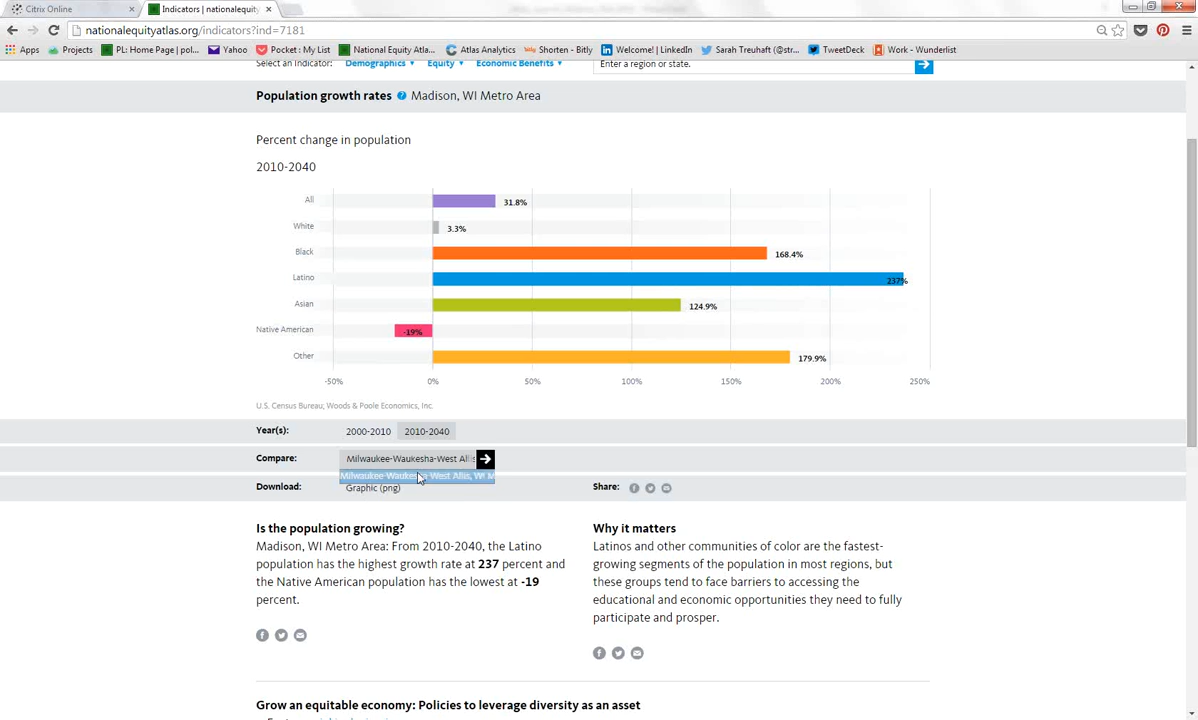 Citrix Online
Indicators | nationalequity
nationalequityatlas.org/indicators?ind=7181
Apps Projects PL: Home Page | pol... Yahoo Pocket : My List National Equity Atla... Atlas Analytics Shorten - Bitly Welcome! | LinkedIn Sarah Treuhaft (@str... TweetDeck Work - Wunderlist
Select an Indicator: Demographics Equity Economic Benefits Enter a region or state.
Population growth rates ? Madison, WI Metro Area
Percent change in population
2010-2040
All 31.8%
White 3.3%
Black 168.4%
Latino 237%
Asian 124.9%
Native American -19%
Other 179.9%
-50% 0% 50% 100% 150% 200% 250%
U.S. Census Bureau; Woods & Poole Economics, Inc.
Year(s): 2000-2010 2010-2040
Compare: Milwaukee-Waukesha-West Allis
Milwaukee-Waukesha-West Allis, WI M
Download: Graphic (png) Share:
Is the population growing?
Madison, WI Metro Area: From 2010-2040, the Latino
population has the highest growth rate at 237 percent and
the Native American population has the lowest at -19
percent.
Why it matters
Latinos and other communities of color are the fastest-
growing segments of the population in most regions, but
these groups tend to face barriers to accessing the
educational and economic opportunities they need to fully
participate and prosper.
Grow an equitable economy: Policies to leverage diversity as an asset